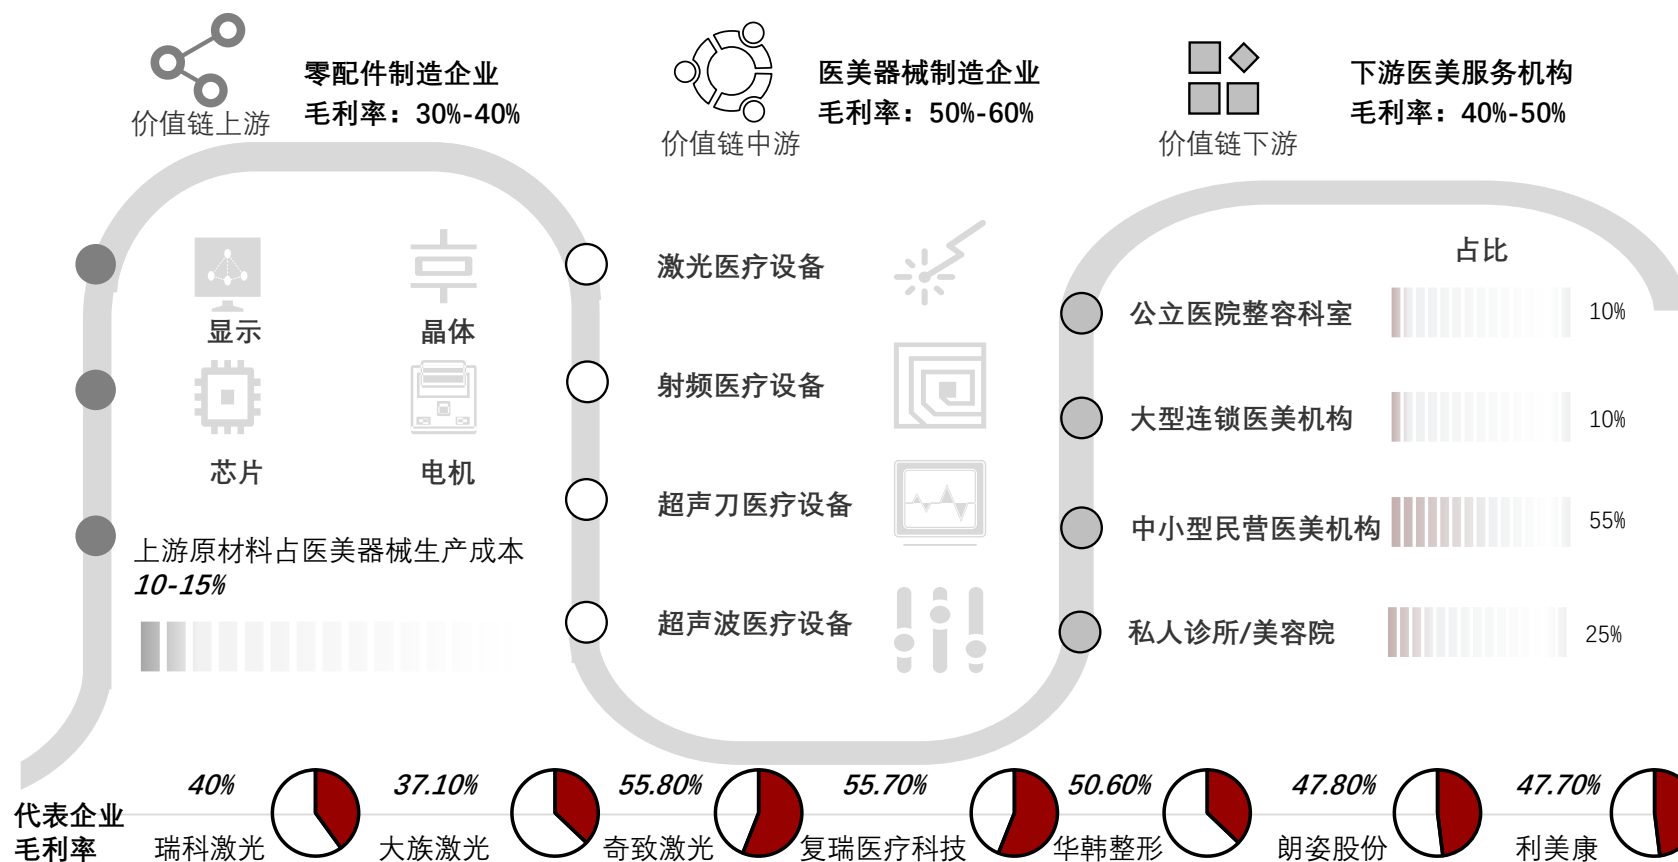 价值链上游
零配件制造企业
毛利率：30%-40%
价值链中游
医美器械制造企业
毛利率：50%-60%
价值链下游
下游医美服务机构
毛利率：40%-50%
显示
晶体
芯片
电机
上游原材料占医美器械生产成本
10-15%
激光医疗设备
射频医疗设备
超声刀医疗设备
超声波医疗设备
占比
公立医院整容科室 10%
大型连锁医美机构 10%
中小型民营医美机构 55%
私人诊所/美容院 25%
代表企业
毛利率
40%
瑞科激光
37.10%
大族激光
55.80%
奇致激光
55.70%
复瑞医疗科技
50.60%
华韩整形
47.80%
朗姿股份
47.70%
利美康